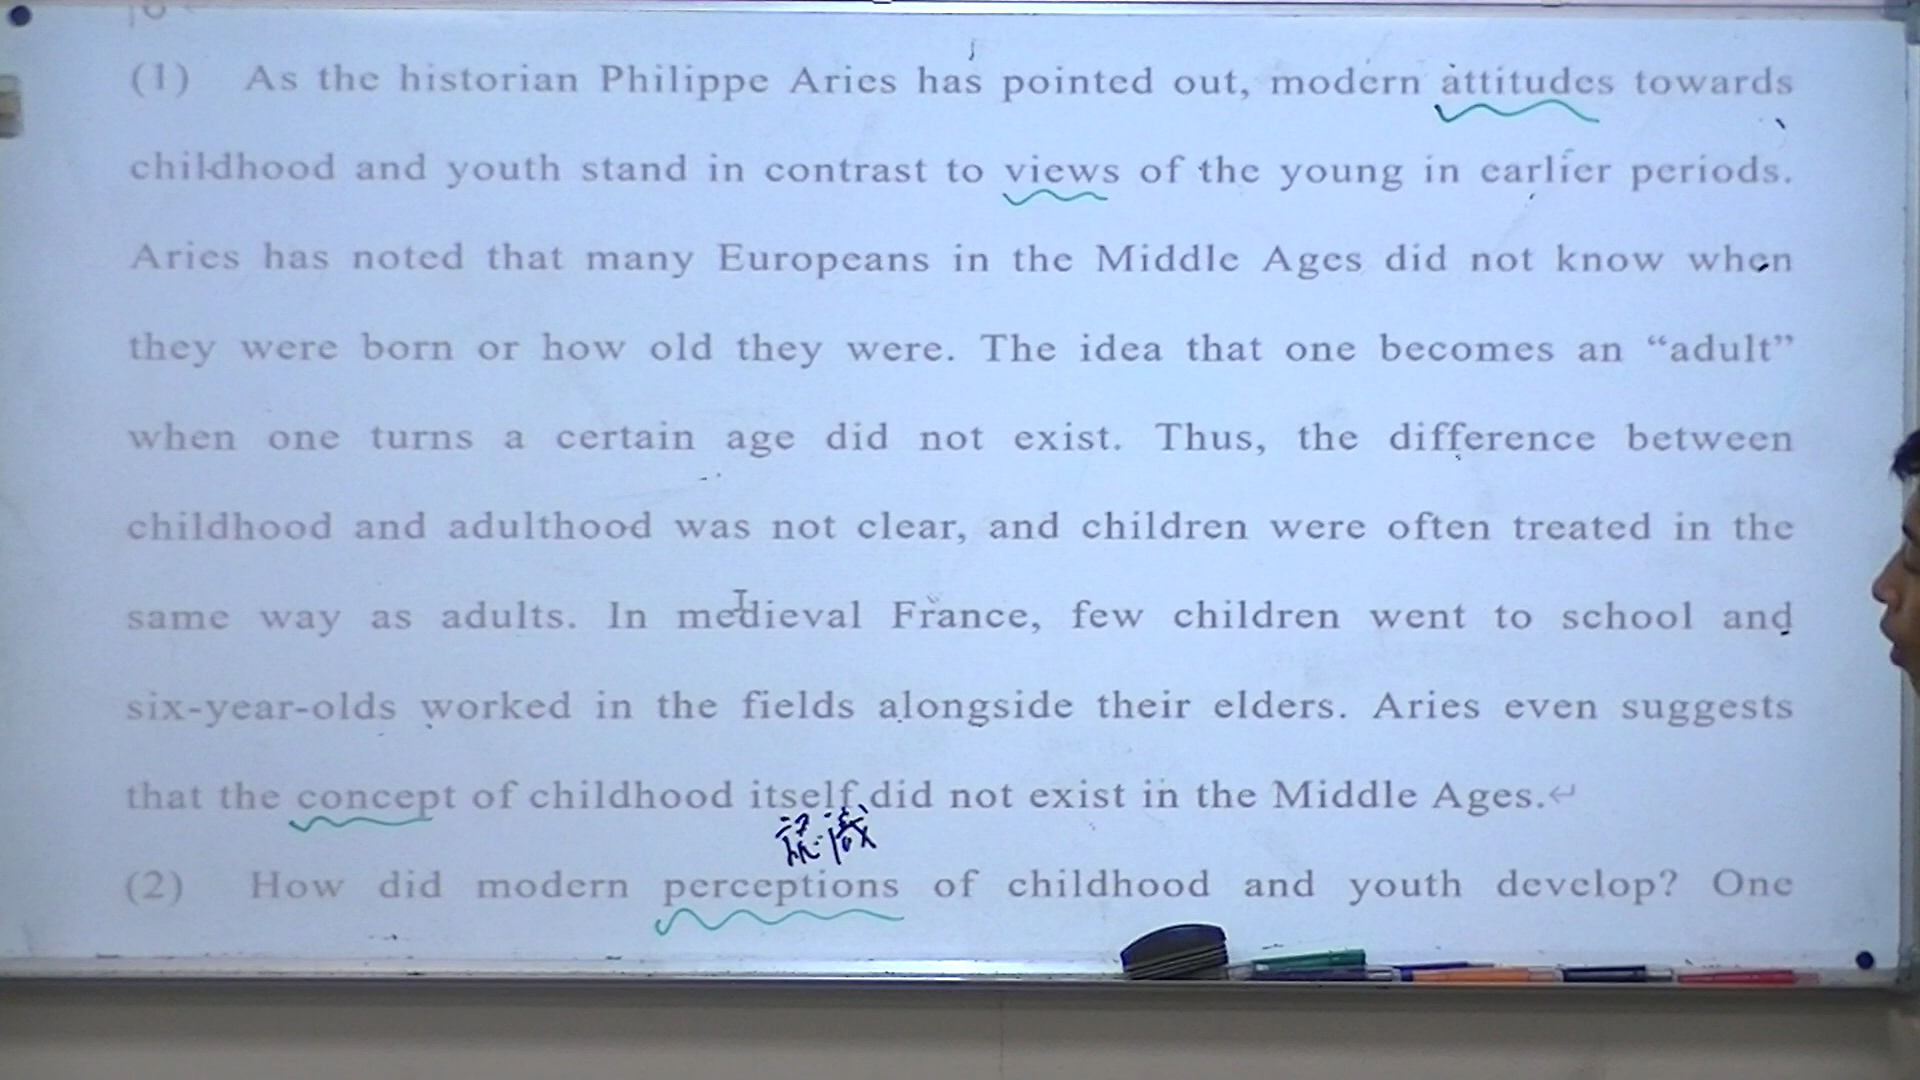 (1) As the historian Philippe Aries has pointed out, modern attitudes towards
childhood and youth stand in contrast to views of the young in earlier periods.
Aries has noted that many Europeans in the Middle Ages did not know when
they were born or how old they were. The idea that one becomes an “adult”
when one turns a certain age did not exist. Thus, the difference between
childhood and adulthood was not clear, and children were often treated in the
same way as adults. In medieval France, few children went to school and
six-year-olds worked in the fields alongside their elders. Aries even suggests
that the concept of childhood itself did not exist in the Middle Ages.↵
認識
(2) How did modern perceptions of childhood and youth develop? One